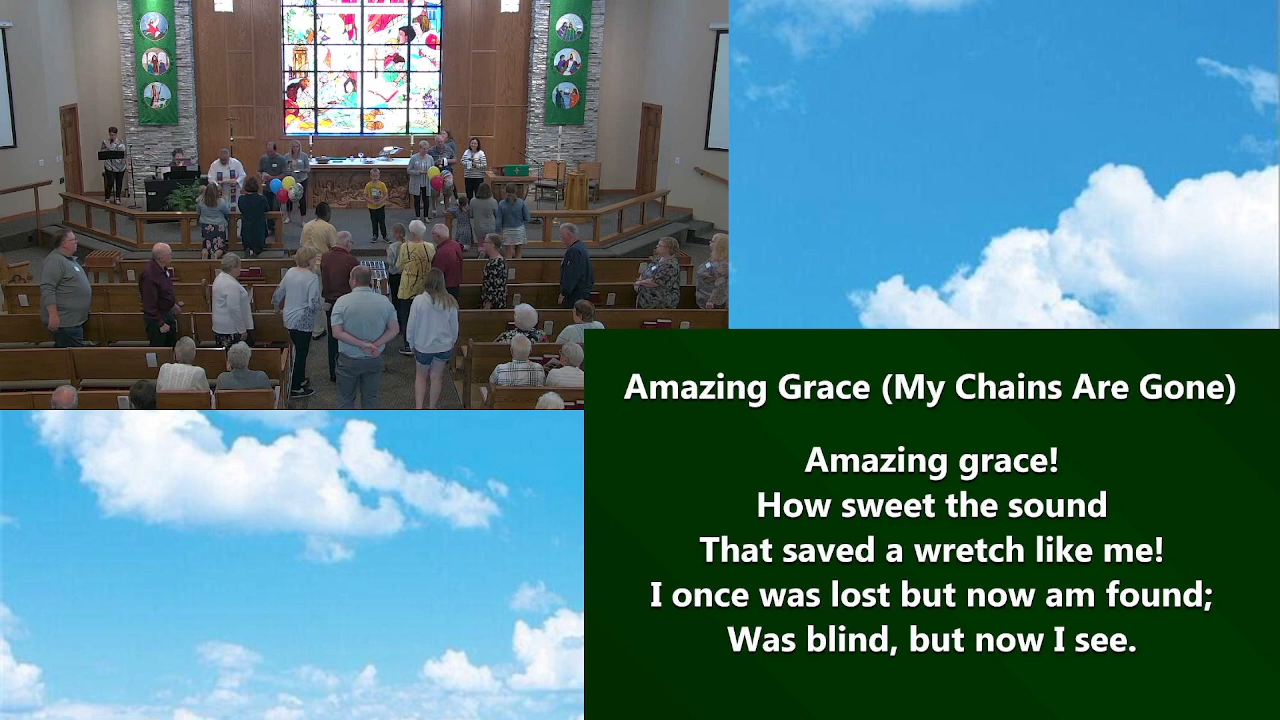 Amazing Grace (My Chains Are Gone)
Amazing grace!
How sweet the sound
That saved a wretch like me!
I once was lost but now am found;
Was blind, but now I see.